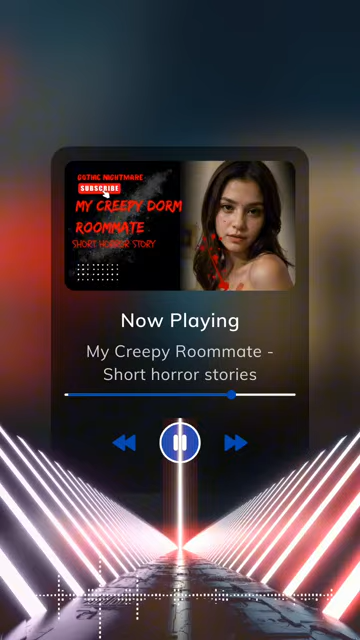 GOTHIC NIGHTMARE
SUBSCRIBE
MY CREEPY DORM
ROOMMATE
SHORT HORROR STORY
Now Playing
My Creepy Roommate -
Short horror stories